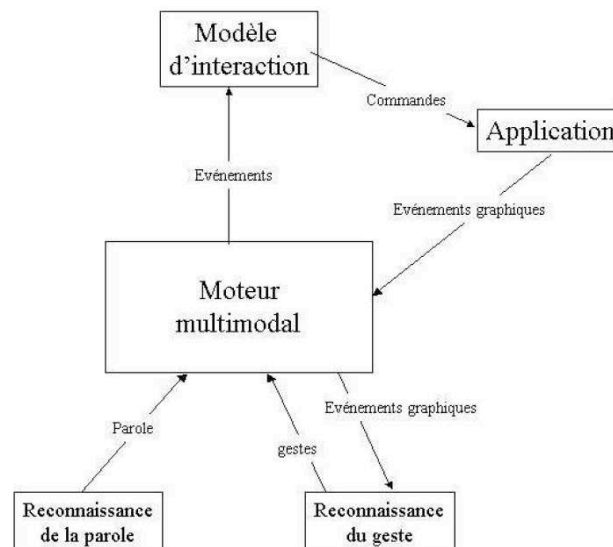 Modèle
d'interaction
Commandes
Application
Evénements
Evénements graphiques
Moteur
multimodal
Parole
gestes
Evénements graphiques
Reconnaissance
de la parole
Reconnaissance
du geste